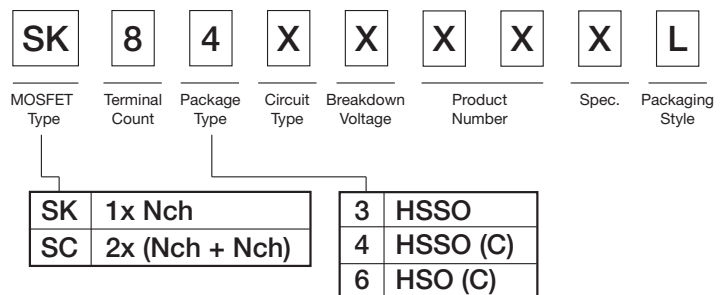 SK 8 4 X X X X X L
MOSFET Type
Terminal Count
Package Type
Circuit Type
Breakdown Voltage
Product Number
Spec.
Packaging Style
SK 1x Nch
SC 2x (Nch + Nch)
3 HSSO
4 HSSO (C)
6 HSO (C)